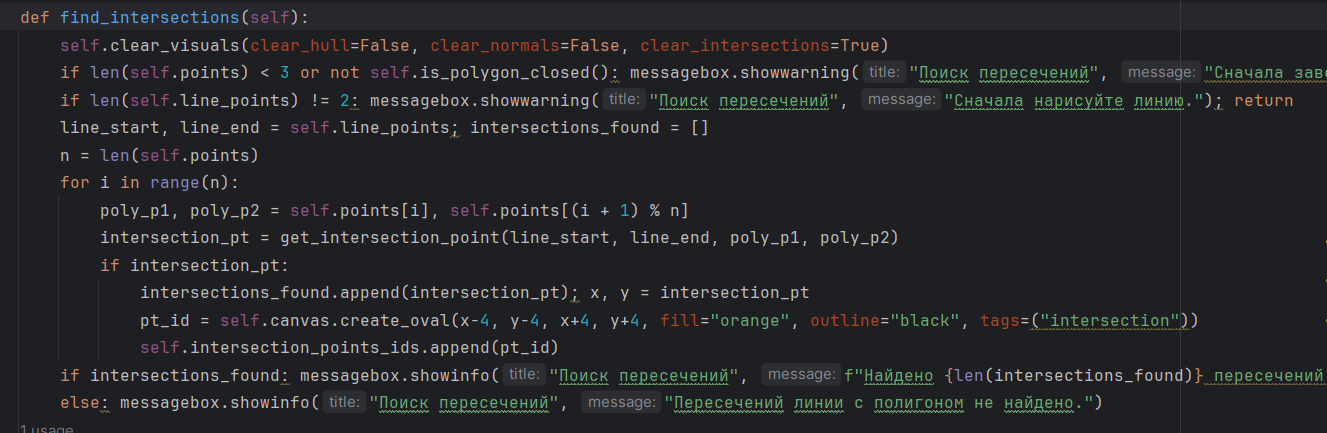 def find_intersections(self):
    self.clear_visuals(clear_hull=False, clear_normals=False, clear_intersections=True)
    if len(self.points) < 3 or not self.is_polygon_closed(): messagebox.showwarning( title: "Поиск пересечений", message: "Сначала
    if len(self.line_points) != 2: messagebox.showwarning( title: "Поиск пересечений", message: "Сначала нарисуйте линию."); return
    line_start, line_end = self.line_points; intersections_found = []
    n = len(self.points)
    for i in range(n):
        poly_p1, poly_p2 = self.points[i], self.points[(i + 1) % n]
        intersection_pt = get_intersection_point(line_start, line_end, poly_p1, poly_p2)
        if intersection_pt:
            intersections_found.append(intersection_pt); x, y = intersection_pt
            pt_id = self.canvas.create_oval(x-4, y-4, x+4, y+4, fill="orange", outline="black", tags=("intersection"))
            self.intersection_points_ids.append(pt_id)
    if intersections_found: messagebox.showinfo( title: "Поиск пересечений", message: f"Найдено {len(intersections_found)} пересечений
    else: messagebox.showinfo( title: "Поиск пересечений", message: "Пересечений линии с полигоном не найдено.")
1 usage